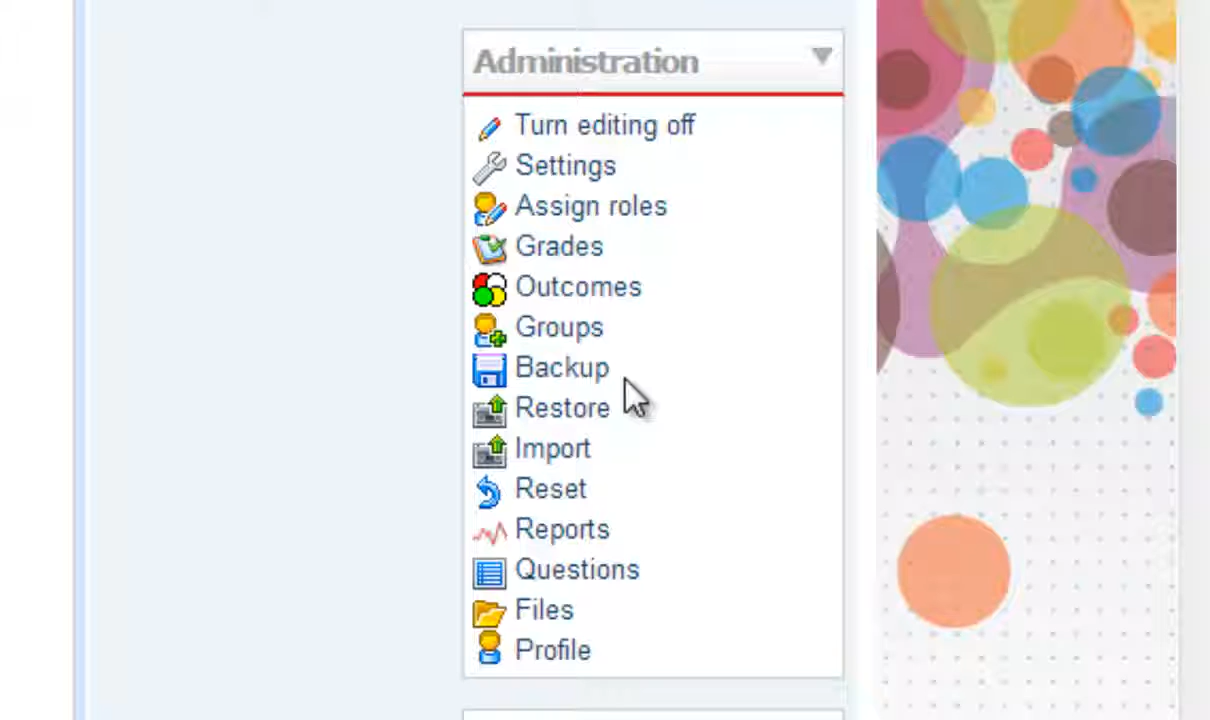 Administration
Turn editing off
Settings
Assign roles
Grades
Outcomes
Groups
Backup
Restore
Import
Reset
Reports
Questions
Files
Profile